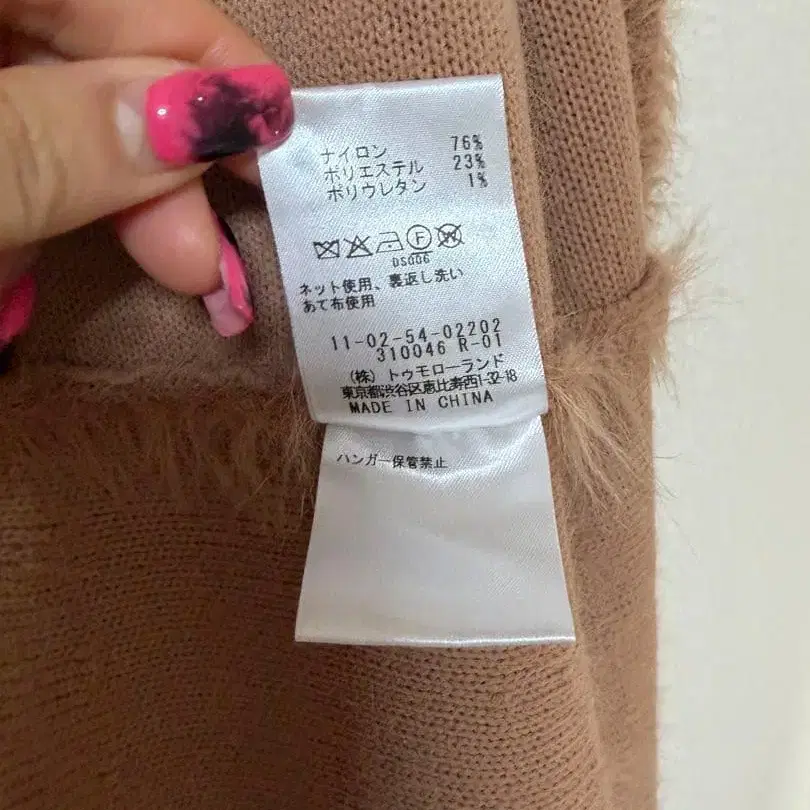 ナイロン 76%
ポリエステル 23%
ポリウレタン 1%
F W
DS006
ネット使用、裏返し洗い
あて布使用
11-02-54-02202
310046 R-01
(株) トゥモローランド
東京都渋谷区恵比寿西1-32-18
MADE IN CHINA
ハンガー保管禁止